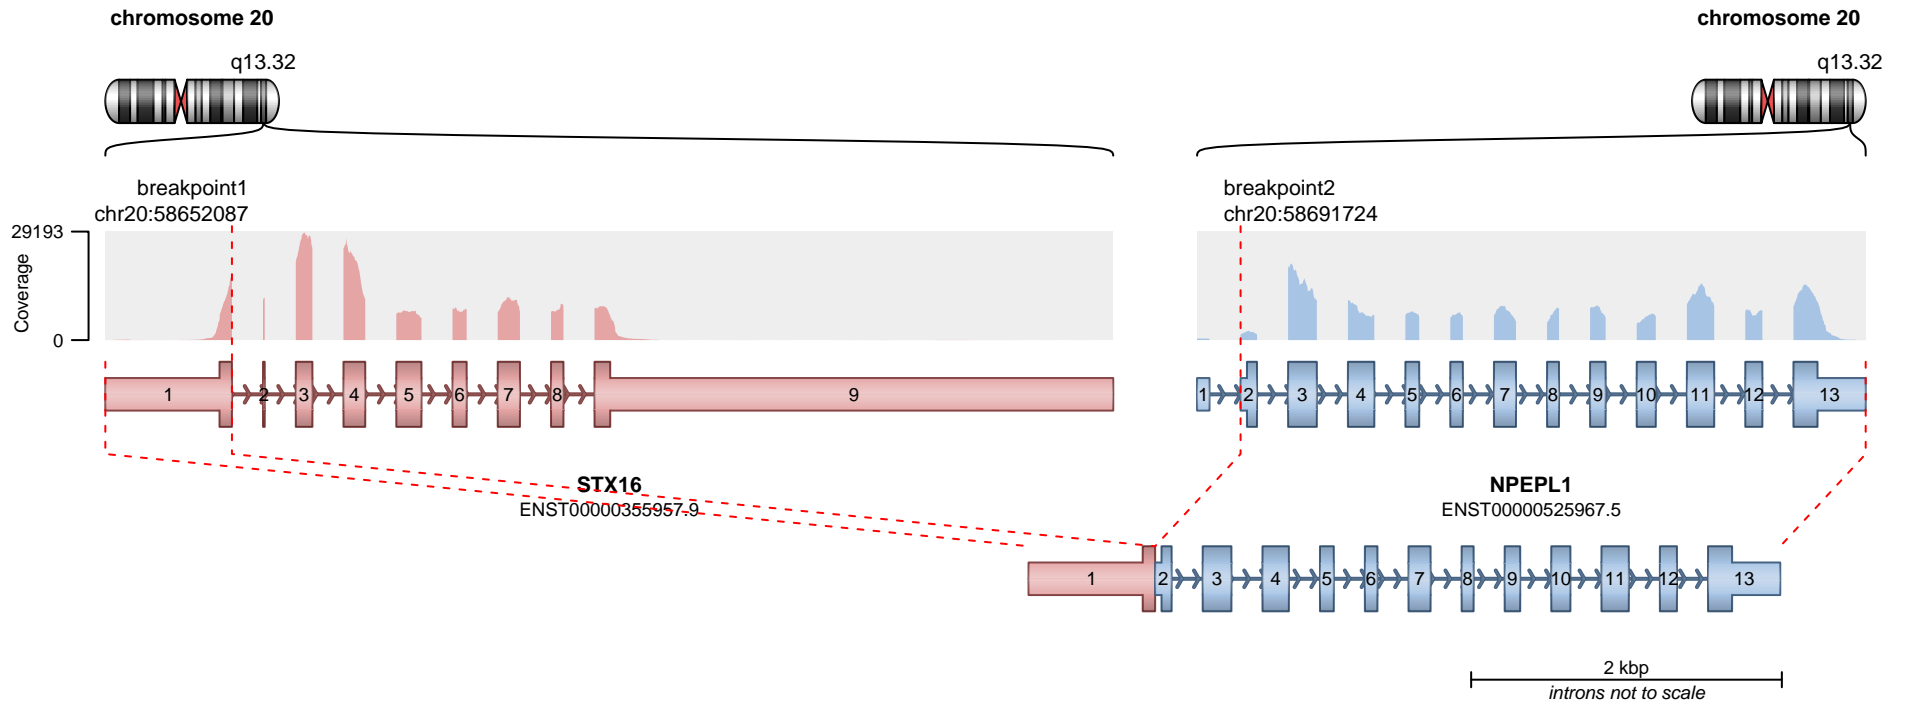 chromosome 20
chromosome 20
q13.32
q13.32
breakpoint1
chr20:58652087
breakpoint2
chr20:58691724
29193
Coverage
0
1 2 3 4 5 6 7 8 9
1 2 3 4 5 6 7 8 9 10 11 12 13
STX16
ENST00000355957.9
NPEPL1
ENST00000525967.5
1 2 3 4 5 6 7 8 9 10 11 12 13
2 kbp
introns not to scale